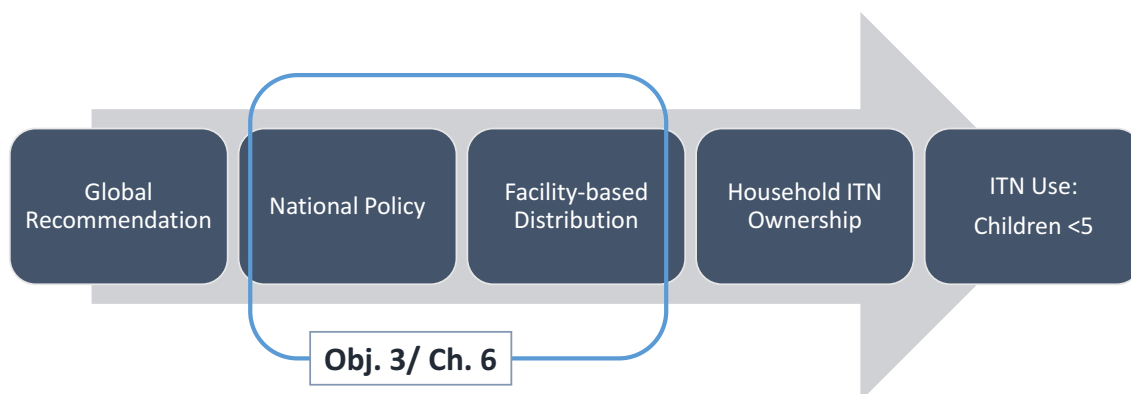 Global
Recommendation
National Policy
Facility-based
Distribution
Household ITN
Ownership
ITN Use:
Children <5
Obj. 3/ Ch. 6